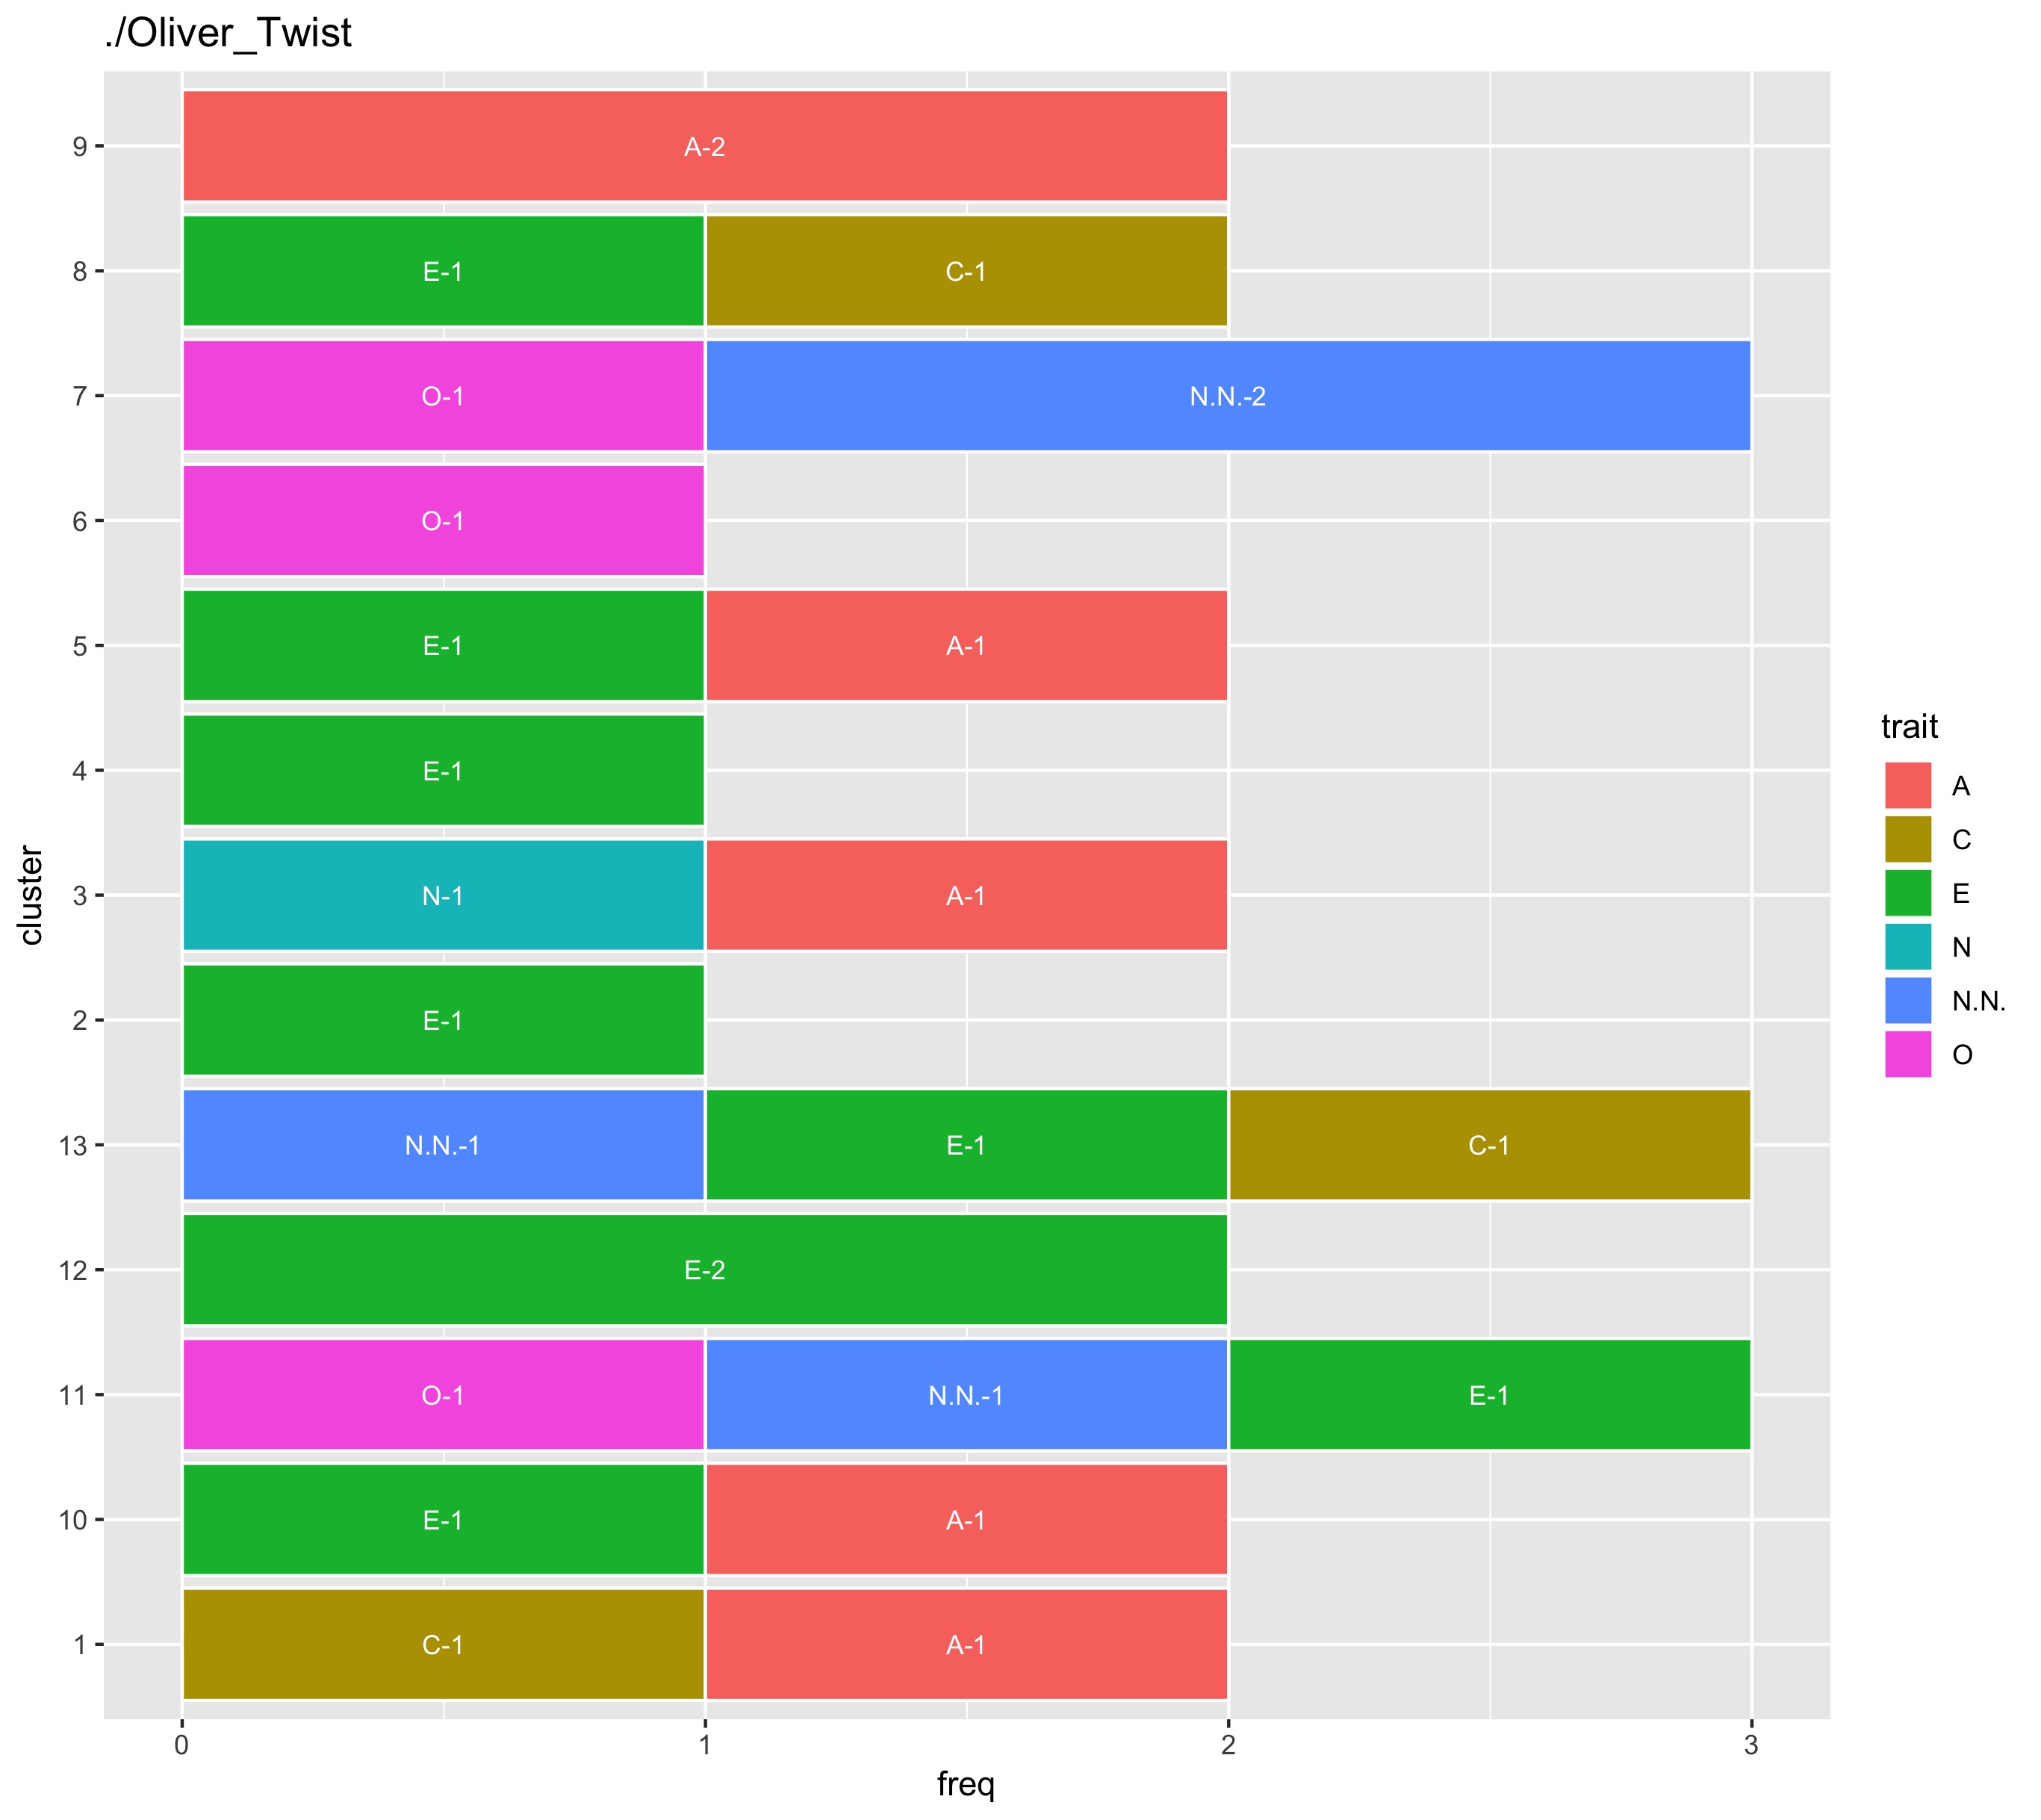 ./Oliver_Twist
9
A-2
8
E-1 C-1
7
O-1 N.N.-2
6
O-1
5
E-1 A-1
4
E-1
3
N-1 A-1
2
E-1
13
N.N.-1 E-1 C-1
12
E-2
11
O-1 N.N.-1 E-1
10
E-1 A-1
1
C-1 A-1
0 1 2 3
freq
cluster
trait
A
C
E
N
N.N.
O